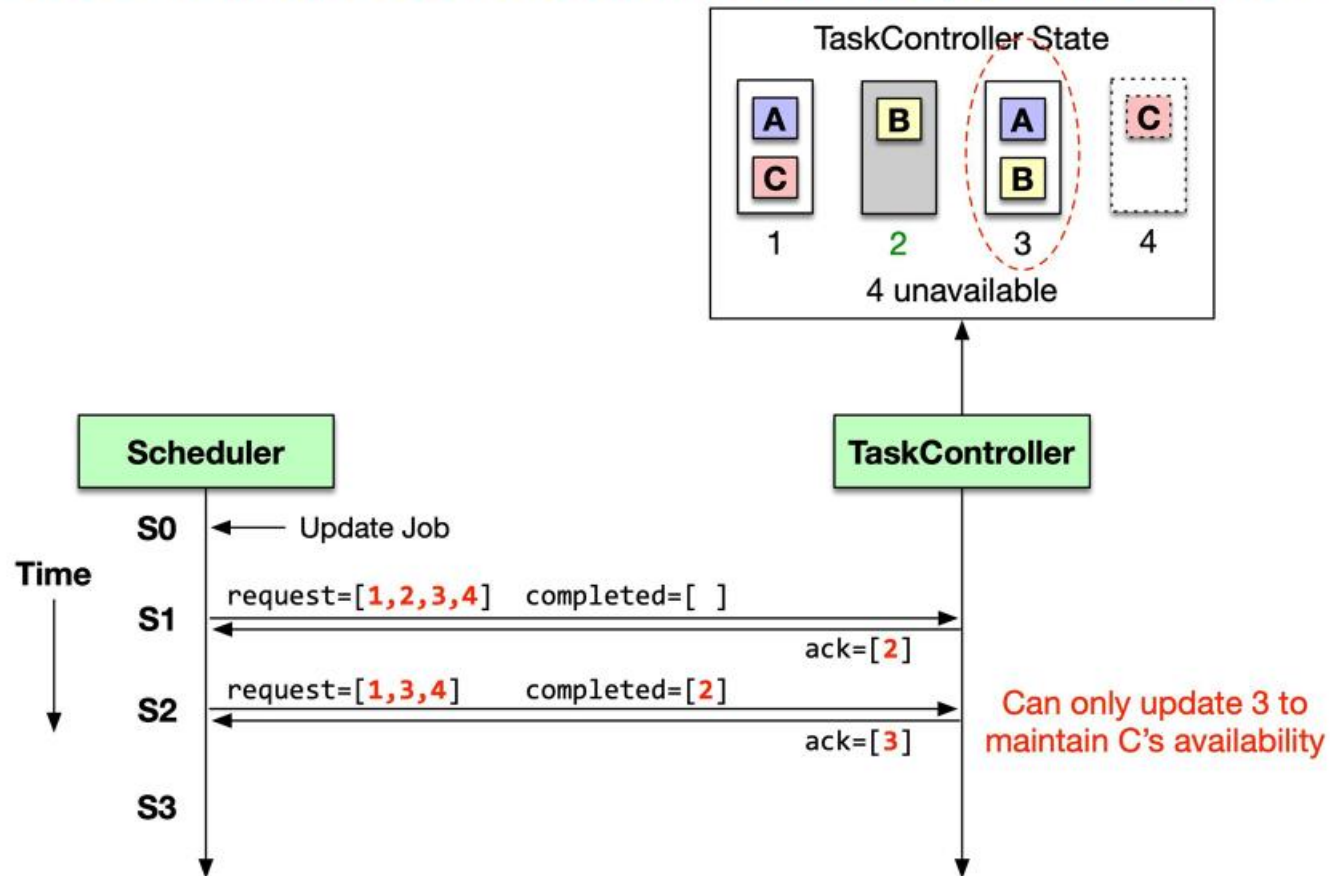 TaskController State
A B A C
C B
1 2 3 4
4 unavailable
Scheduler TaskController
S0 Update Job
Time
request=[1,2,3,4] completed=[ ]
S1
ack=[2]
request=[1,3,4] completed=[2]
S2
Can only update 3 to
maintain C's availability
ack=[3]
S3